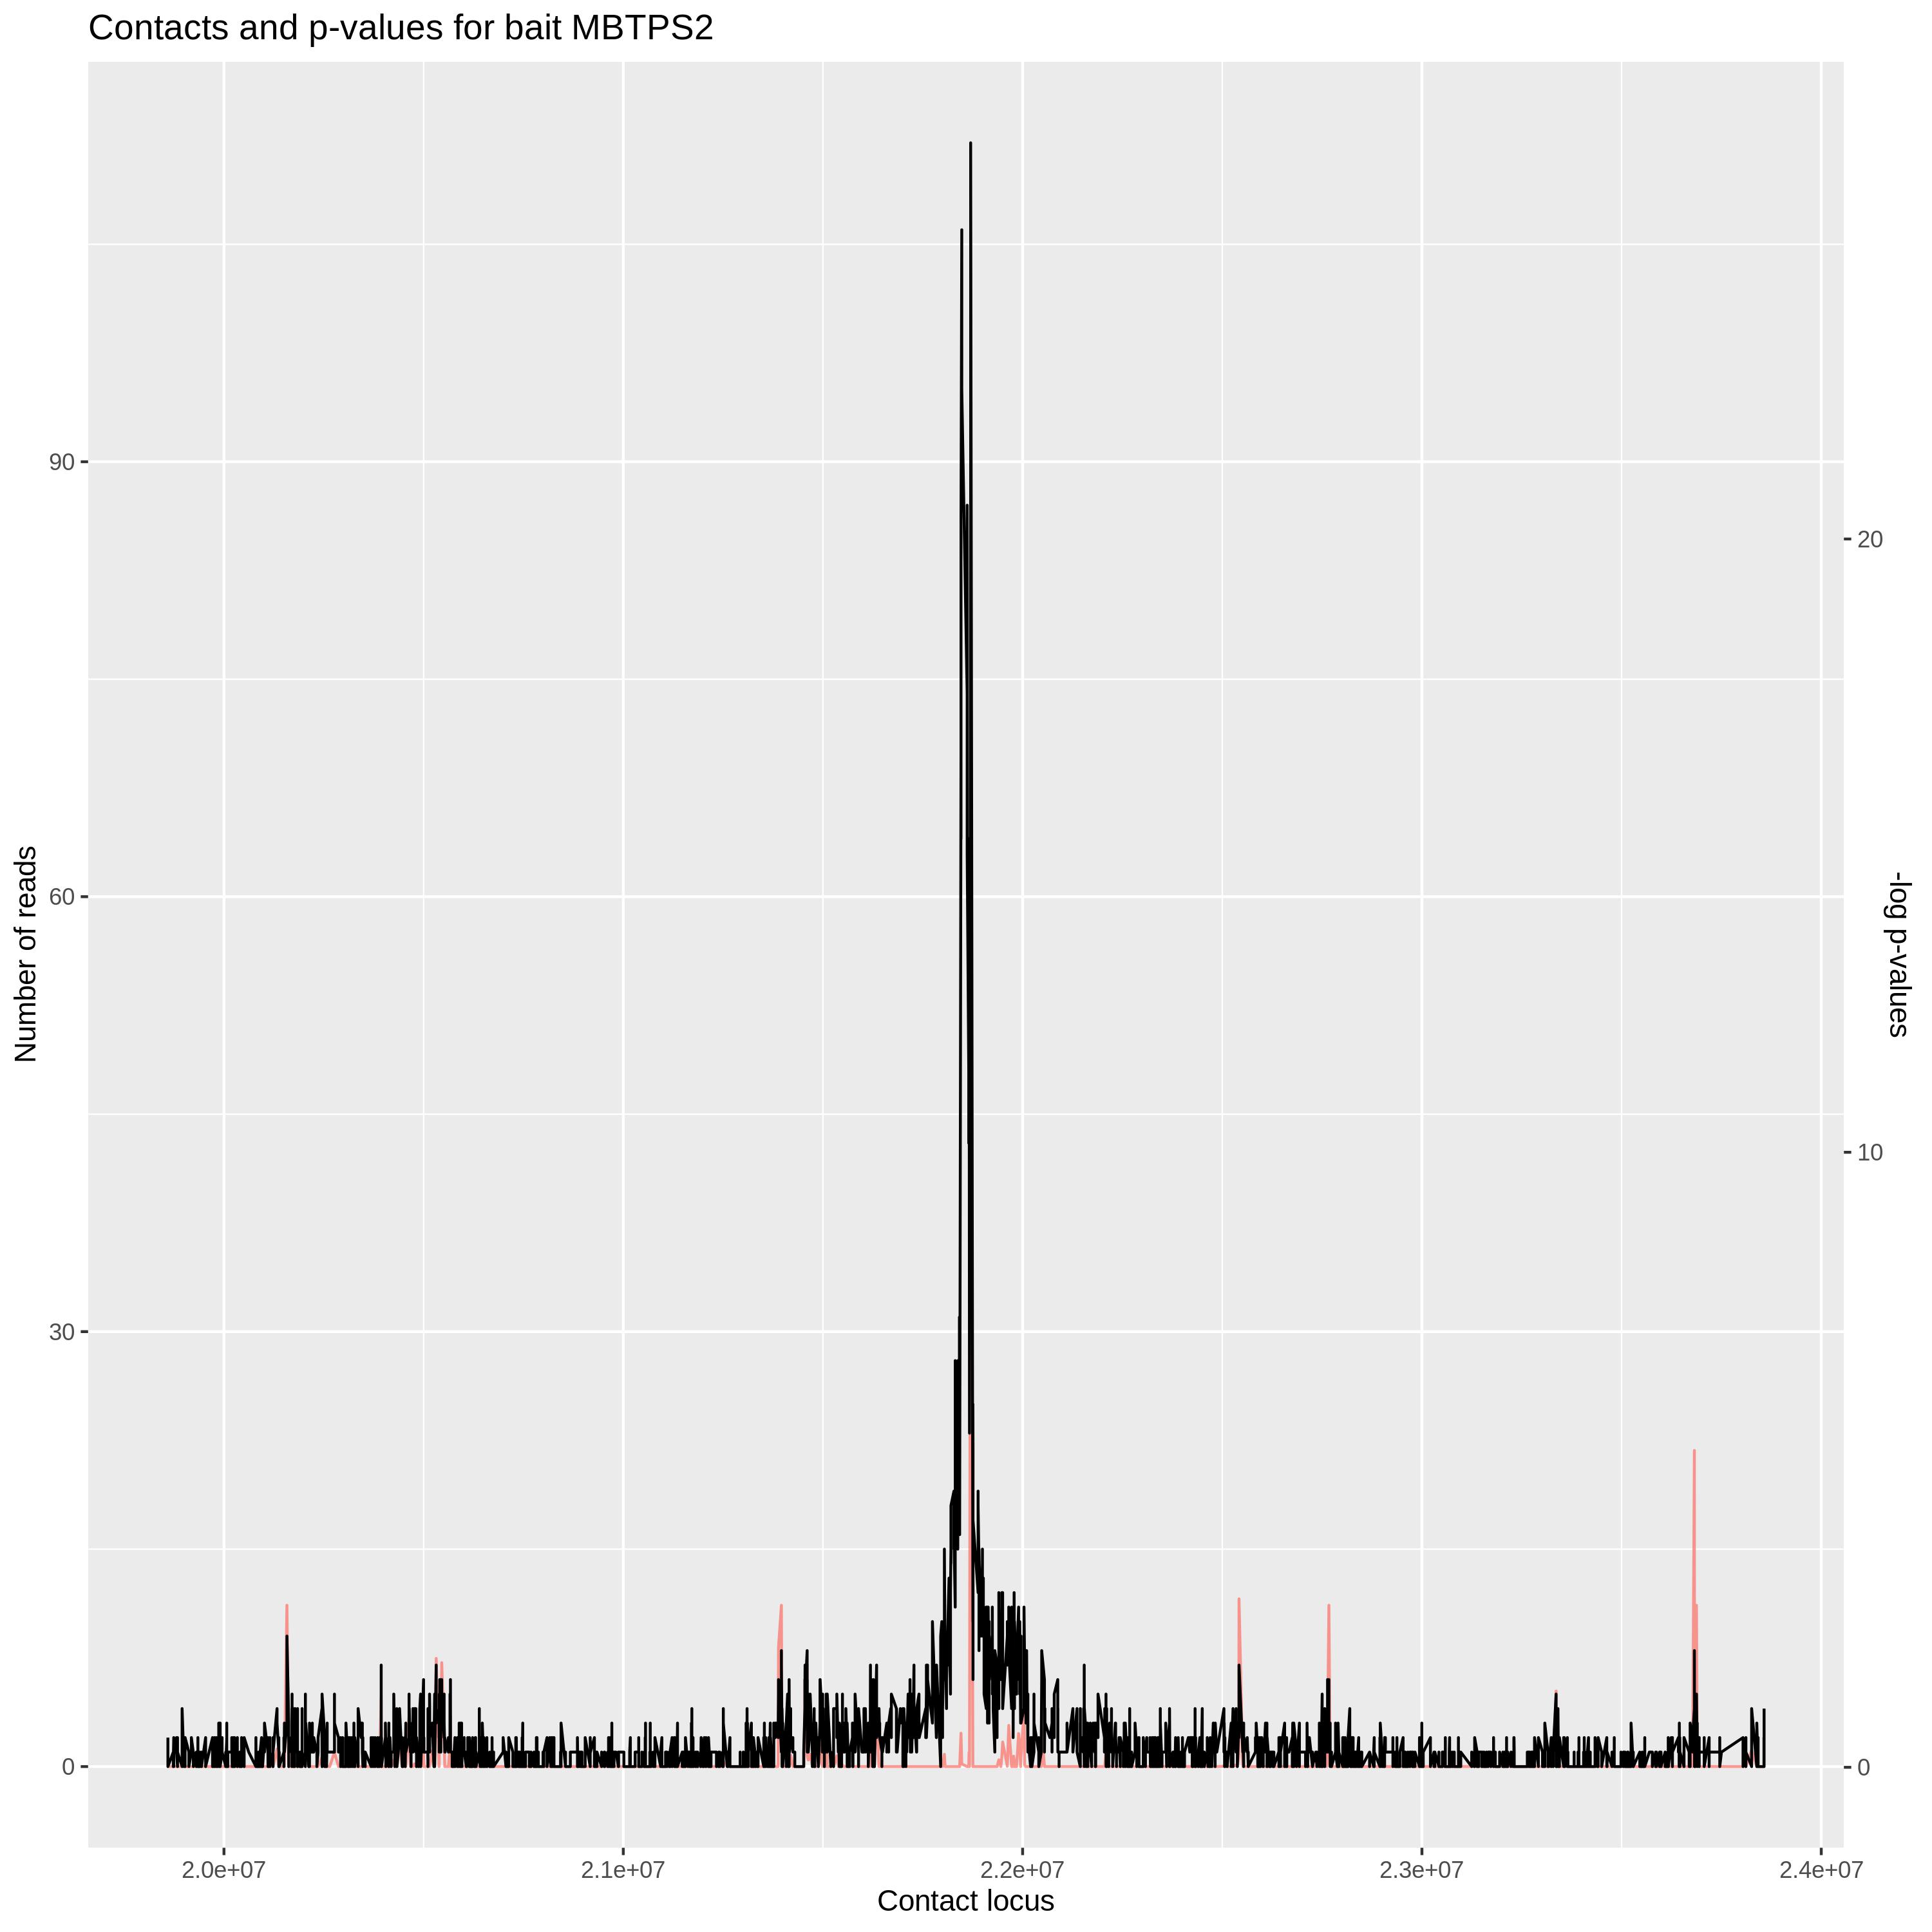 Contacts and p-values for bait MBTPS2
Number of reads
90
60
30
0
20
10
0
-log p-values
2.0e+07 2.1e+07 2.2e+07 2.3e+07 2.4e+07
Contact locus